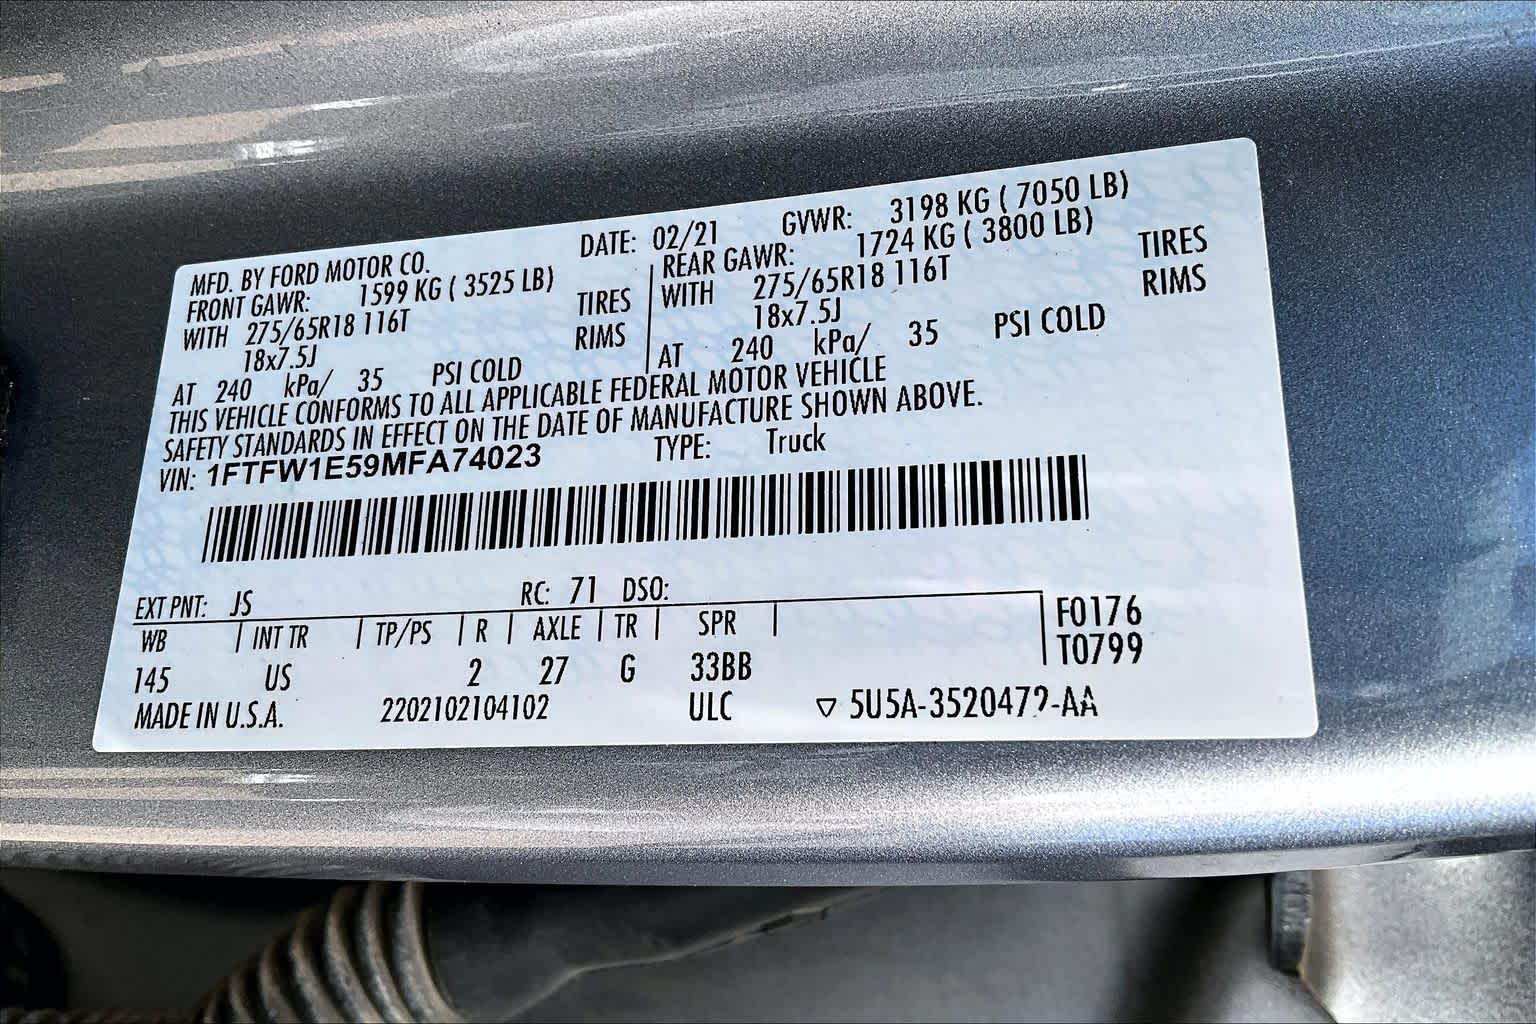 MFD. BY FORD MOTOR CO. DATE: 02/21 GVWR: 3198 KG ( 7050 LB)
FRONT GAWR: 1599 KG ( 3525 LB) REAR GAWR: 1724 KG ( 3800 LB)
WITH 275/65R18 116T TIRES WITH 275/65R18 116T TIRES
18x7.5J RIMS 18x7.5J RIMS
AT 240 kPa/ 35 PSI COLD AT 240 kPa/ 35 PSI COLD
THIS VEHICLE CONFORMS TO ALL APPLICABLE FEDERAL MOTOR VEHICLE
SAFETY STANDARDS IN EFFECT ON THE DATE OF MANUFACTURE SHOWN ABOVE.
VIN: 1FTFW1E59MFA74023 TYPE: Truck
EXT PNT: JS RC: 71 DSO:
WB INT TR TP/PS R AXLE TR SPR F0176
145 US 2 27 G 33BB T0799
MADE IN U.S.A. 2202102104102 ULC ▽